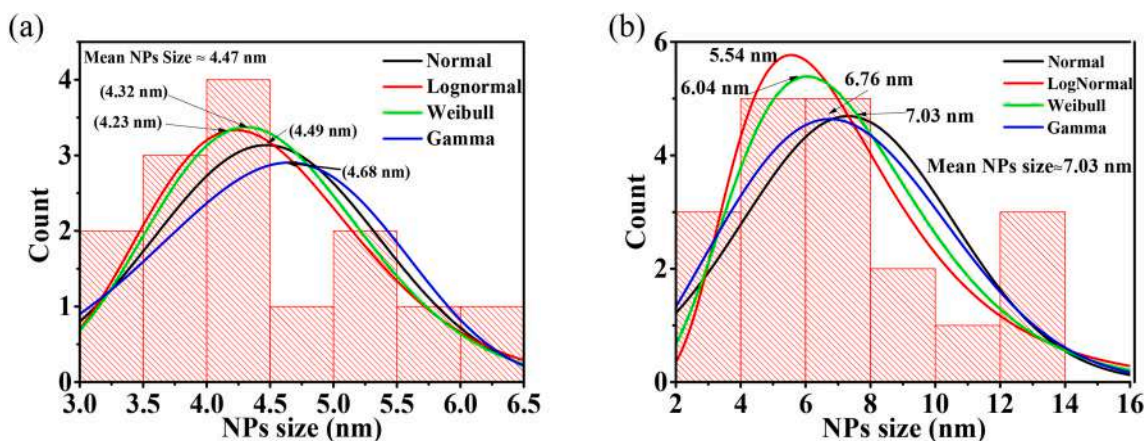 (a)
Mean NPs Size ≈ 4.47 nm
(4.32 nm)
(4.23 nm)
(4.49 nm)
(4.68 nm)
Normal
Lognormal
Weibull
Gamma
Count
4
3
2
1
0
3.0 3.5 4.0 4.5 5.0 5.5 6.0 6.5
NPs size (nm)
(b)
5.54 nm
6.04 nm
6.76 nm
7.03 nm
Mean NPs size≈7.03 nm
Normal
LogNormal
Weibull
Gamma
Count
6
4
2
0
2 4 6 8 10 12 14 16
NPs size (nm)